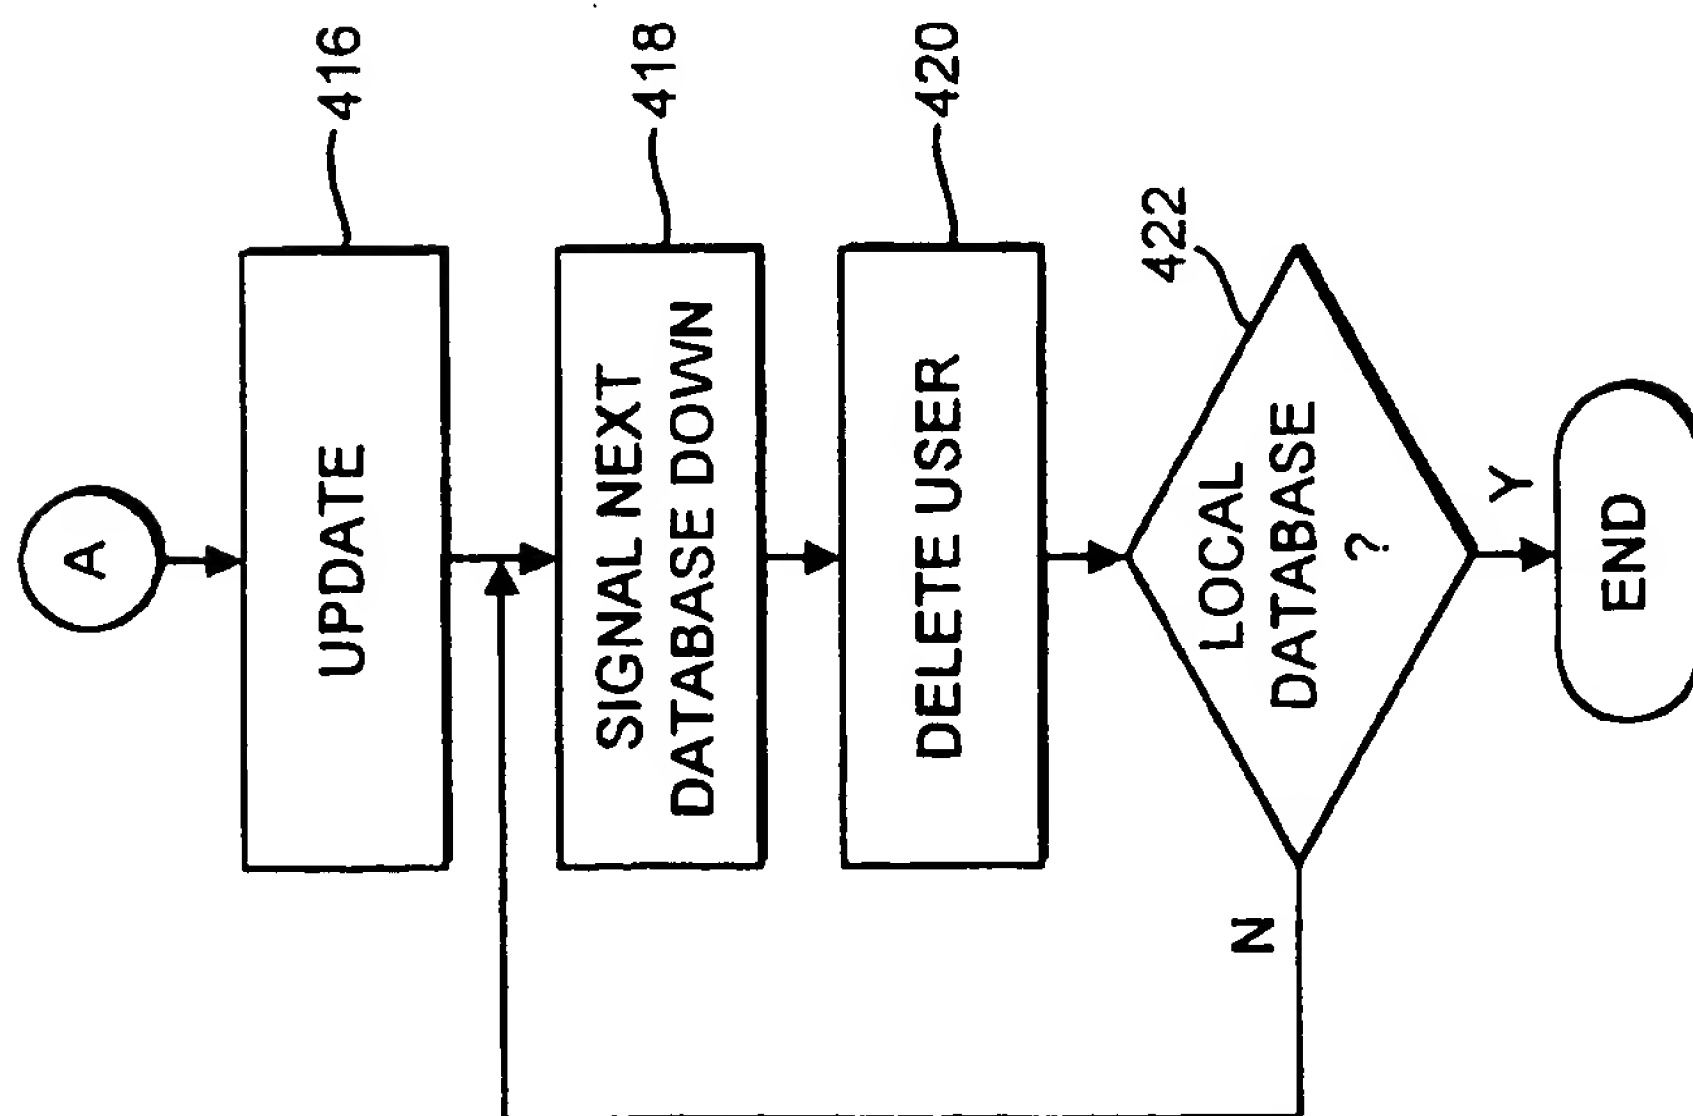 A
UPDATE
416
SIGNAL NEXT
DATABASE DOWN
418
DELETE USER
420
LOCAL
DATABASE
?
422
N
Y
END